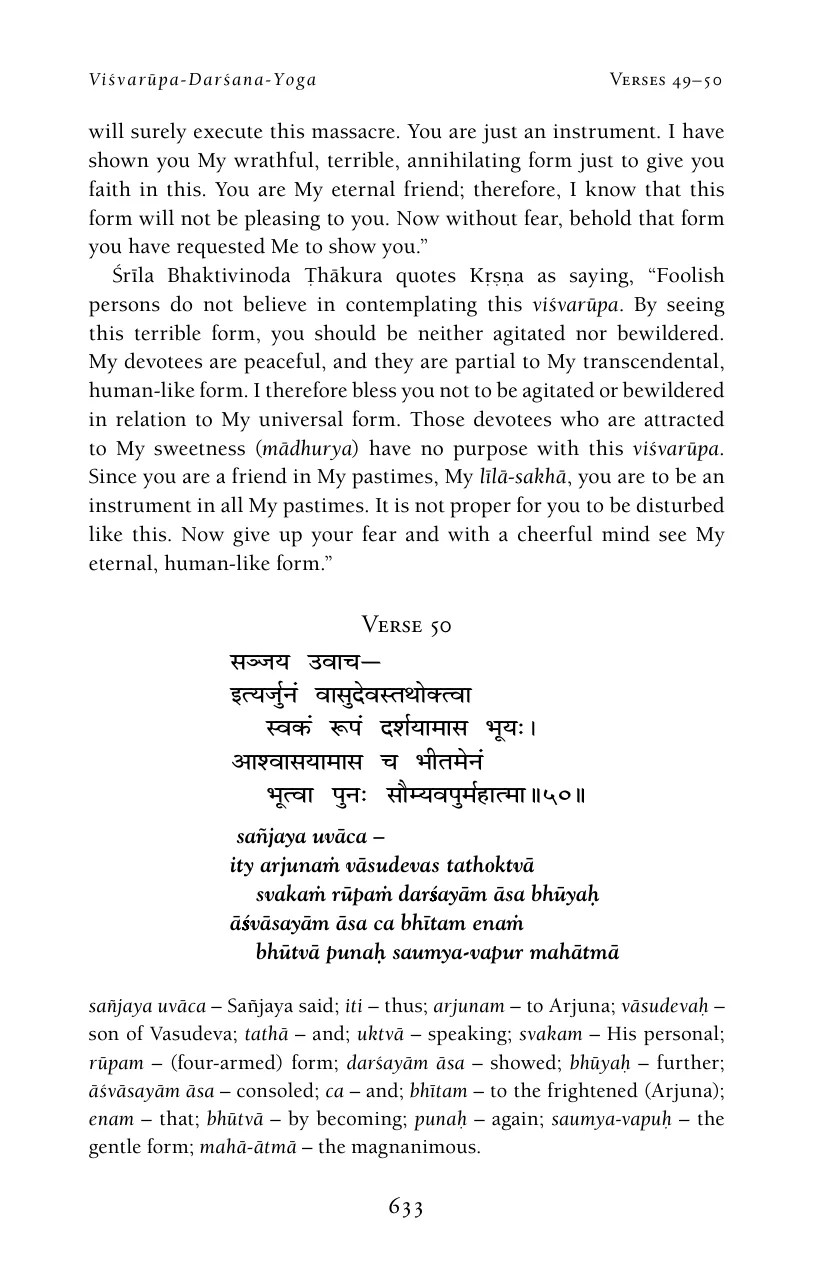 Viśvarūpa-Darśana-Yoga Verses 49–50
will surely execute this massacre. You are just an instrument. I have
shown you My wrathful, terrible, annihilating form just to give you
faith in this. You are My eternal friend; therefore, I know that this
form will not be pleasing to you. Now without fear, behold that form
you have requested Me to show you.”
Śrīla Bhaktivinoda Ṭhākura quotes Kṛṣṇa as saying, “Foolish
persons do not believe in contemplating this viśvarūpa. By seeing
this terrible form, you should be neither agitated nor bewildered.
My devotees are peaceful, and they are partial to My transcendental,
human-like form. I therefore bless you not to be agitated or bewildered
in relation to My universal form. Those devotees who are attracted
to My sweetness (mādhurya) have no purpose with this viśvarūpa.
Since you are a friend in My pastimes, My līlā-sakhā, you are to be an
instrument in all My pastimes. It is not proper for you to be disturbed
like this. Now give up your fear and with a cheerful mind see My
eternal, human-like form.”
Verse 50
सञ्जय उवाच—
इत्यर्जुनं वासुदेवस्तथोक्त्वा
स्वकं रूपं दर्शयामास भूयः।
आश्वासयामास च भीतमेनं
भूत्वा पुनः सौम्यवपुर्महात्मा॥५०॥
sañjaya uvāca –
ity arjunaṁ vāsudevas tathoktvā
svakaṁ rūpaṁ darśayām āsa bhūyaḥ
āśvāsayām āsa ca bhītam enaṁ
bhūtvā punaḥ saumya-vapur mahātmā
sañjaya uvāca – Sañjaya said; iti – thus; arjunam – to Arjuna; vāsudevaḥ –
son of Vasudeva; tathā – and; uktvā – speaking; svakam – His personal;
rūpam – (four-armed) form; darśayām āsa – showed; bhūyaḥ – further;
āśvāsayām āsa – consoled; ca – and; bhītam – to the frightened (Arjuna);
enam – that; bhūtvā – by becoming; punaḥ – again; saumya-vapuḥ – the
gentle form; mahā-ātmā – the magnanimous.
633